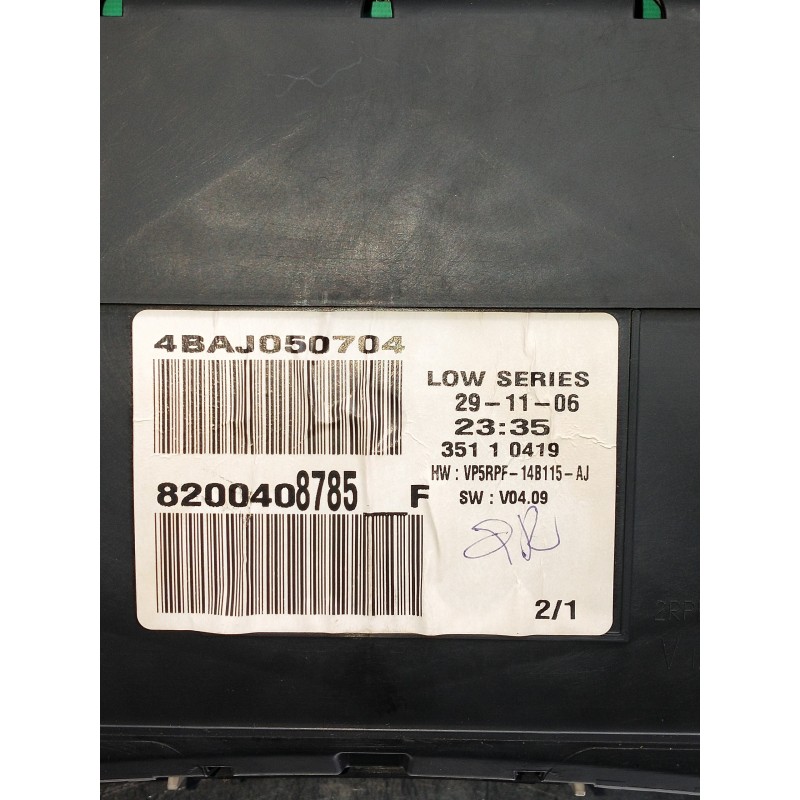 4BAJ050704
LOW SERIES
29-11-06
23:35
351 1 0419
HW : VP5RPF-14B115-AJ
SW : V04.09
8200408785__F
2/1